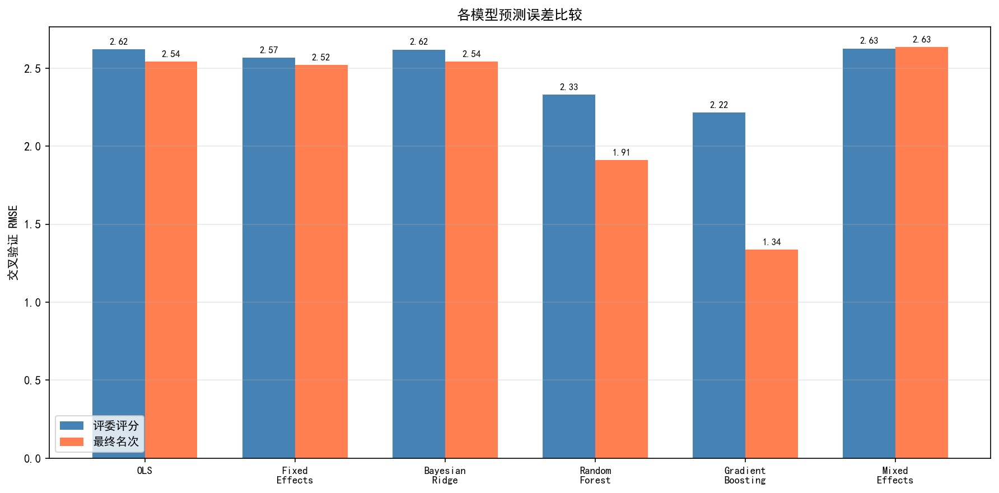 各模型预测误差比较
交叉验证 RMSE
2.5
2.0
1.5
1.0
0.5
0.0
2.62
2.54
2.57
2.52
2.62
2.54
2.33
1.91
2.22
1.34
2.63
2.63
评委评分
最终名次
OLS
Fixed
Effects
Bayesian
Ridge
Random
Forest
Gradient
Boosting
Mixed
Effects